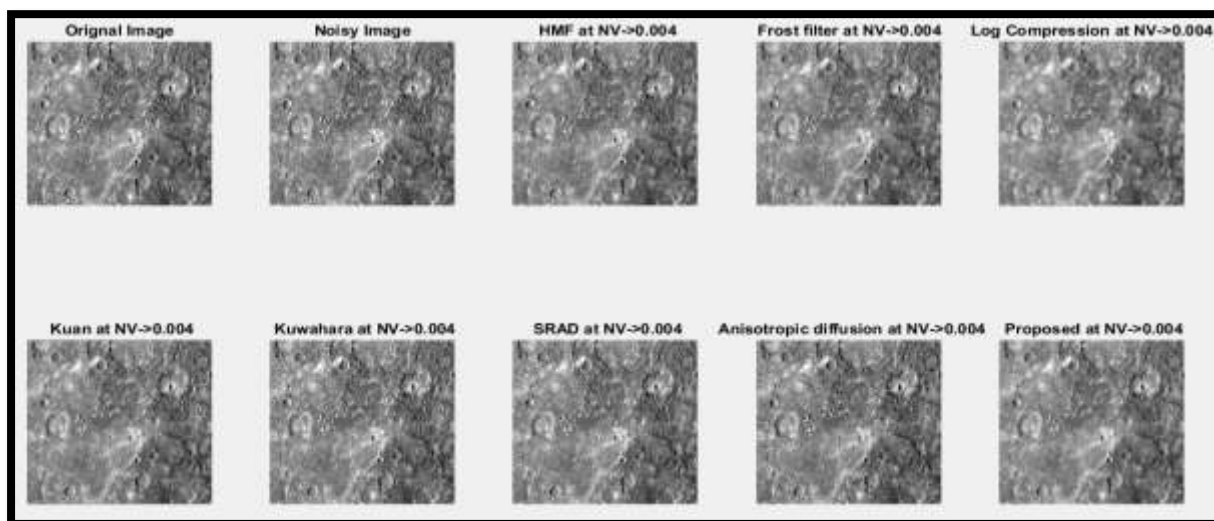 Orignal Image
Noisy Image
HMF at NV->0.004
Frost filter at NV->0.004
Log Compression at NV->0.004
Kuan at NV->0.004
Kuwahara at NV->0.004
SRAD at NV->0.004
Anisotropic diffusion at NV->0.004
Proposed at NV->0.004